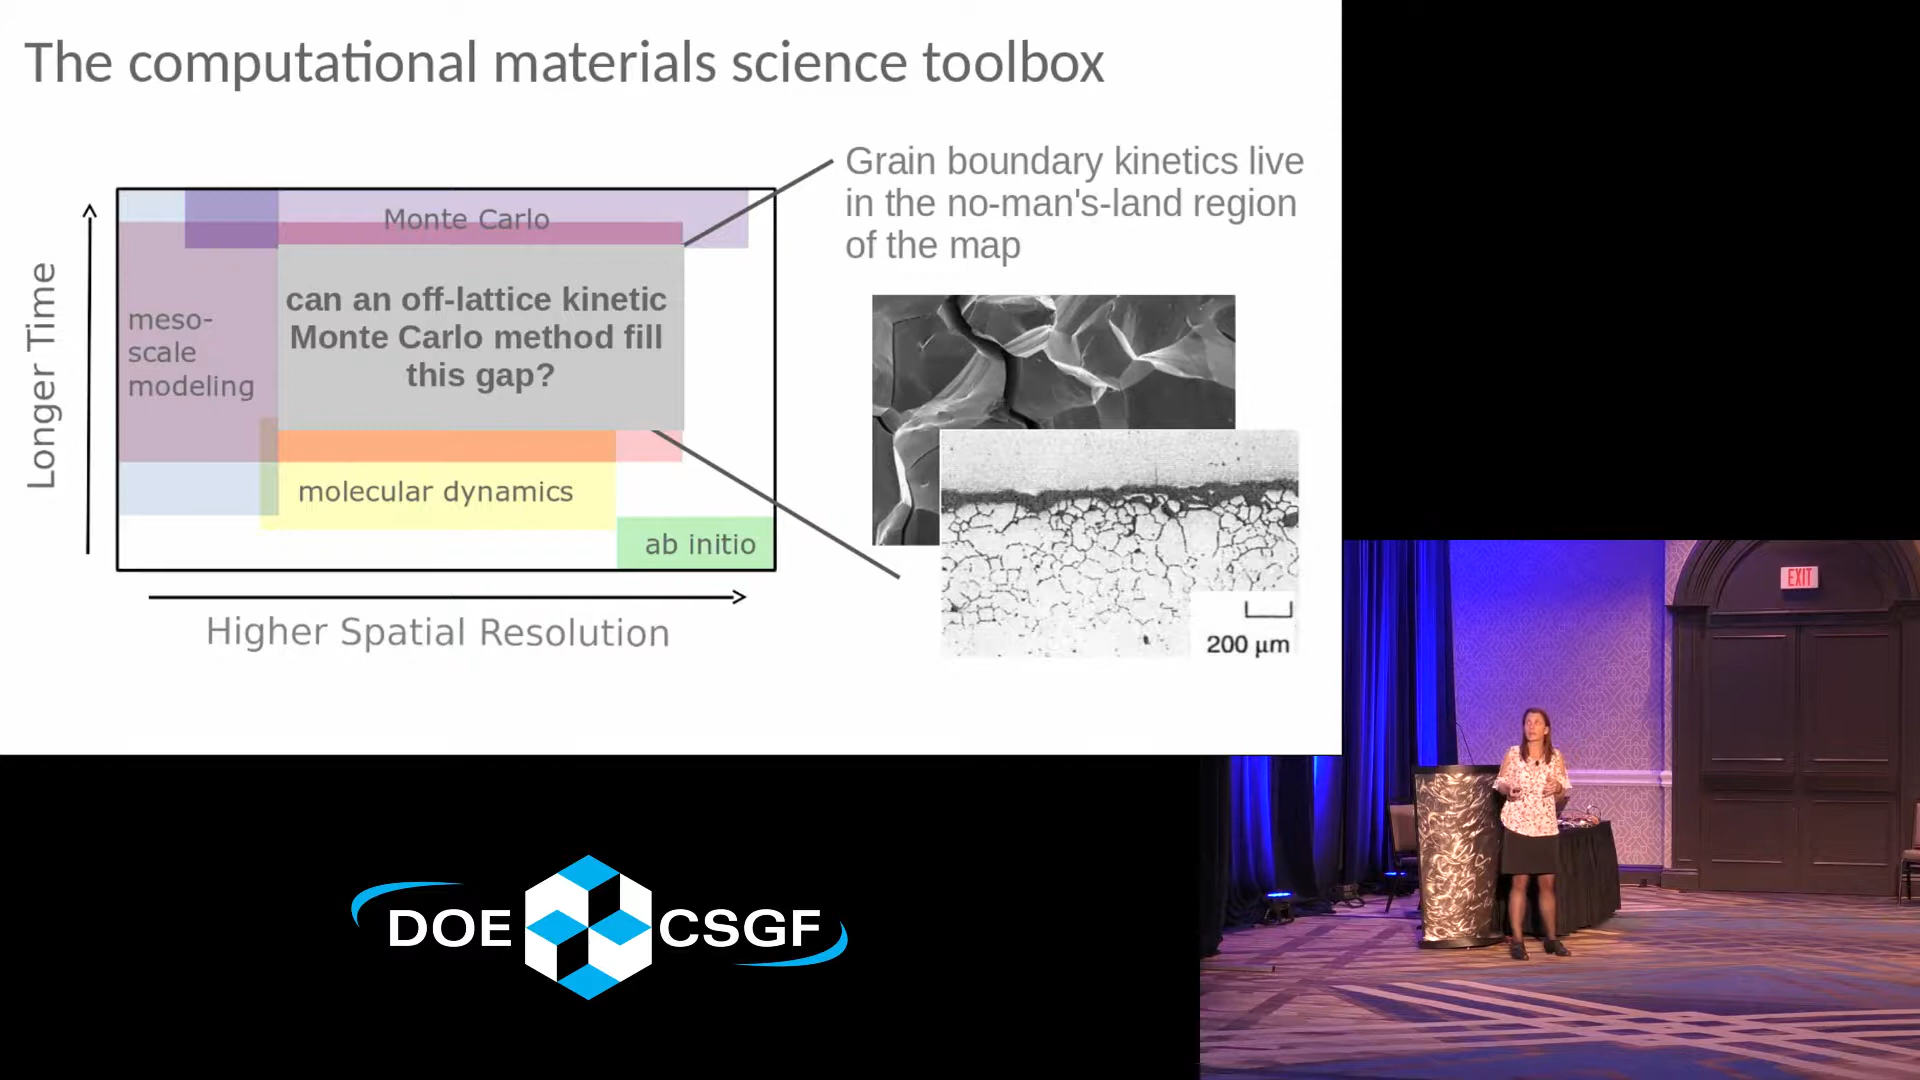 The computational materials science toolbox
Longer Time
Monte Carlo
meso-
scale
modeling
can an off-lattice kinetic
Monte Carlo method fill
this gap?
molecular dynamics
ab initio
Higher Spatial Resolution
Grain boundary kinetics live
in the no-man's-land region
of the map
200 µm
EXIT
DOE CSGF